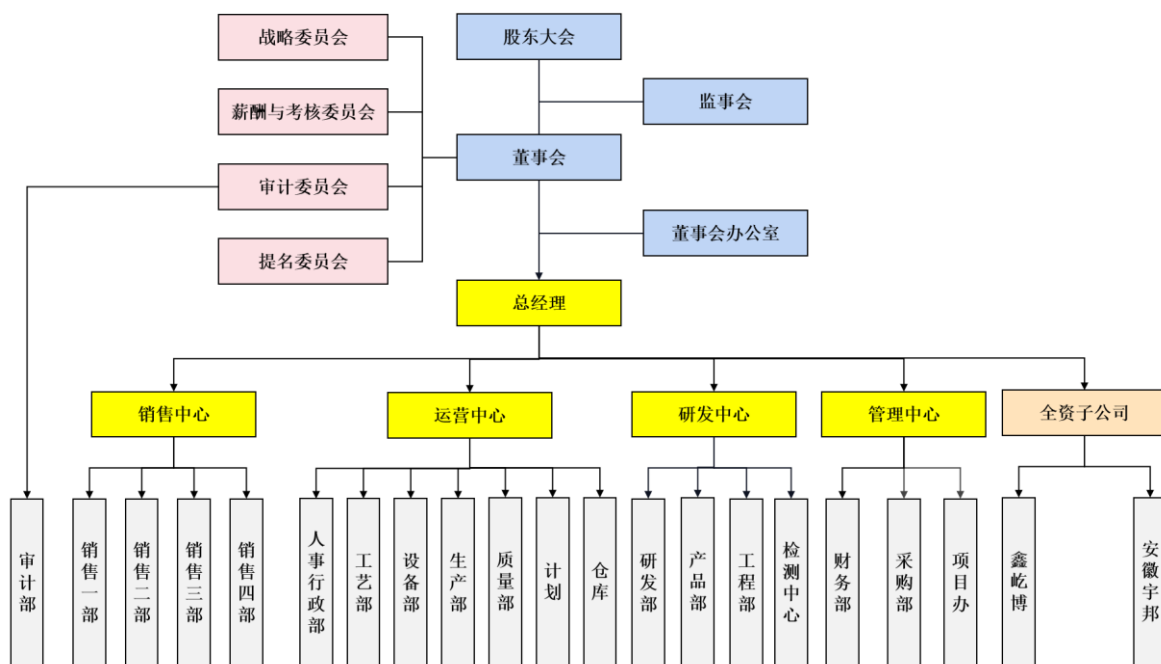 战略委员会
股东大会
监事会
薪酬与考核委员会
董事会
审计委员会
董事会办公室
提名委员会
总经理
销售中心
运营中心
研发中心
管理中心
全资子公司
审计部
销售一部
销售二部
销售三部
销售四部
人事行政部
工艺部
设备部
生产部
质量部
计划
仓库
研发部
产品部
工程部
检测中心
财务部
采购部
项目办
鑫屹博
安徽宇邦